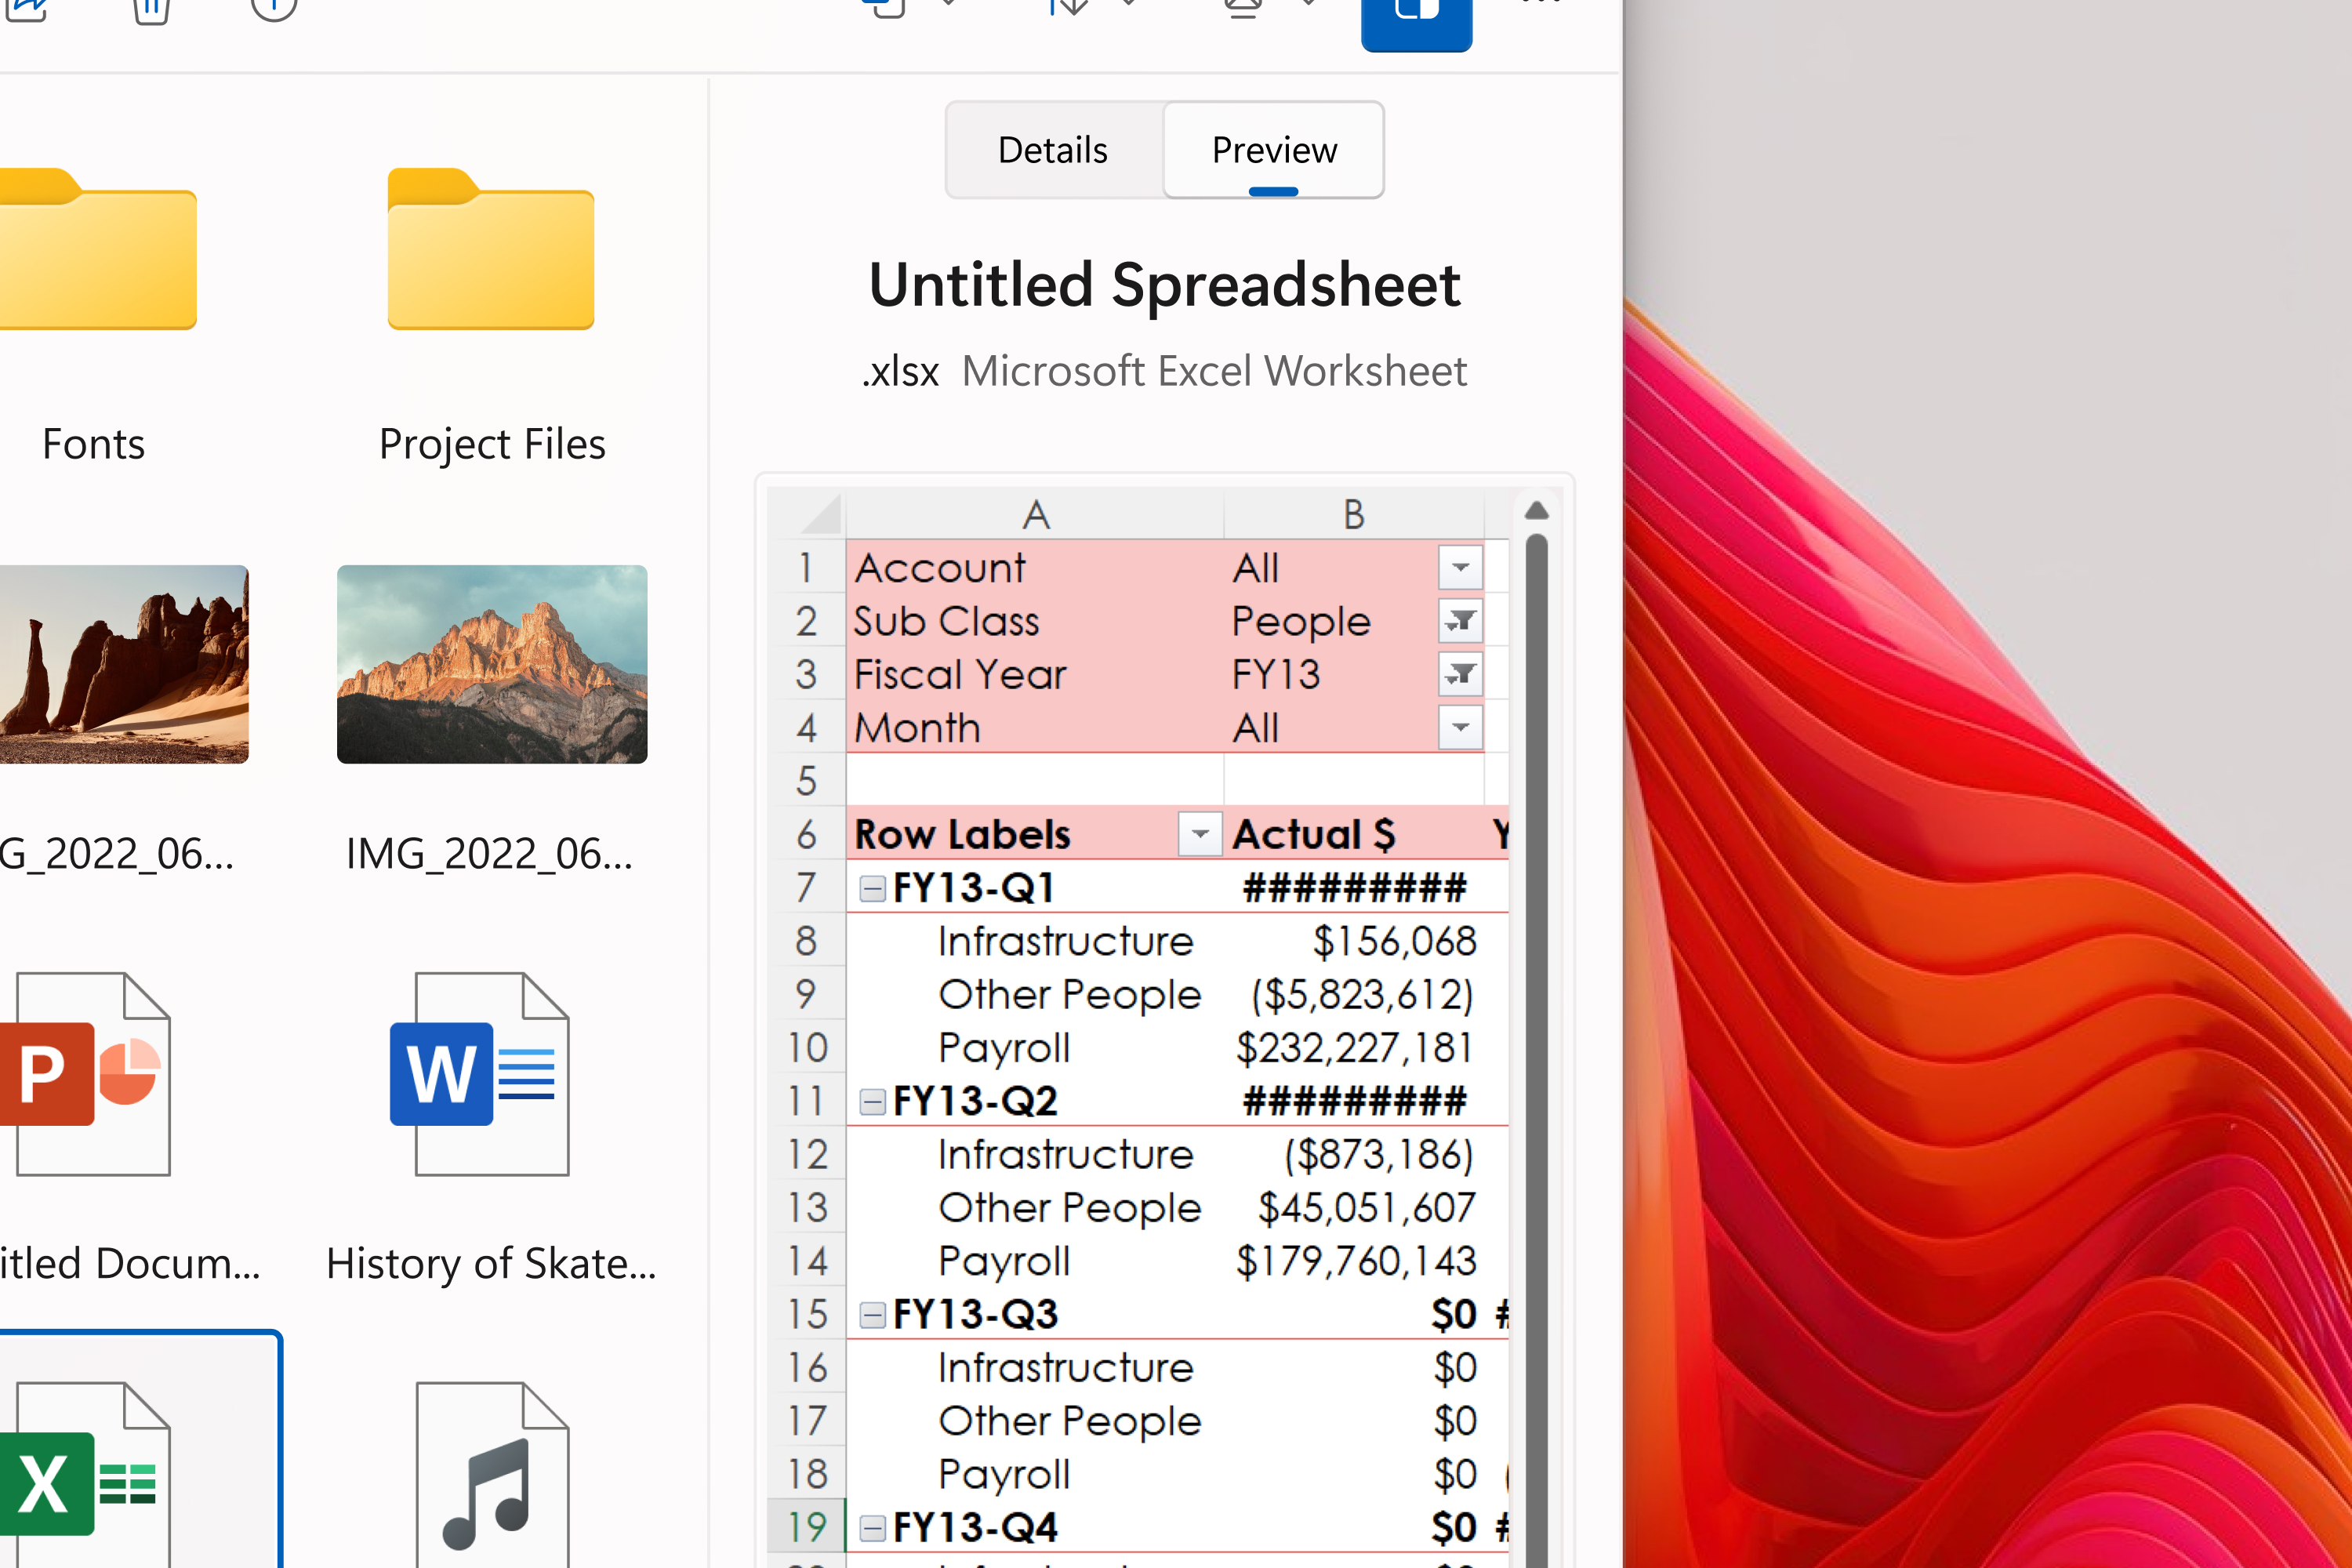 Details
Preview
Untitled Spreadsheet
.xlsx Microsoft Excel Worksheet
Fonts
Project Files
G_2022_06...
IMG_2022_06...
P
W
itled Docum...
History of Skate...
X
A B
1 Account All
2 Sub Class People
3 Fiscal Year FY13
4 Month All
5
6 Row Labels Actual $ Y
7 FY13-Q1 #########
8 Infrastructure $156,068
9 Other People ($5,823,612)
10 Payroll $232,227,181
11 FY13-Q2 #########
12 Infrastructure ($873,186)
13 Other People $45,051,607
14 Payroll $179,760,143
15 FY13-Q3 $0 #
16 Infrastructure $0
17 Other People $0
18 Payroll $0 (
19 FY13-Q4 $0 #